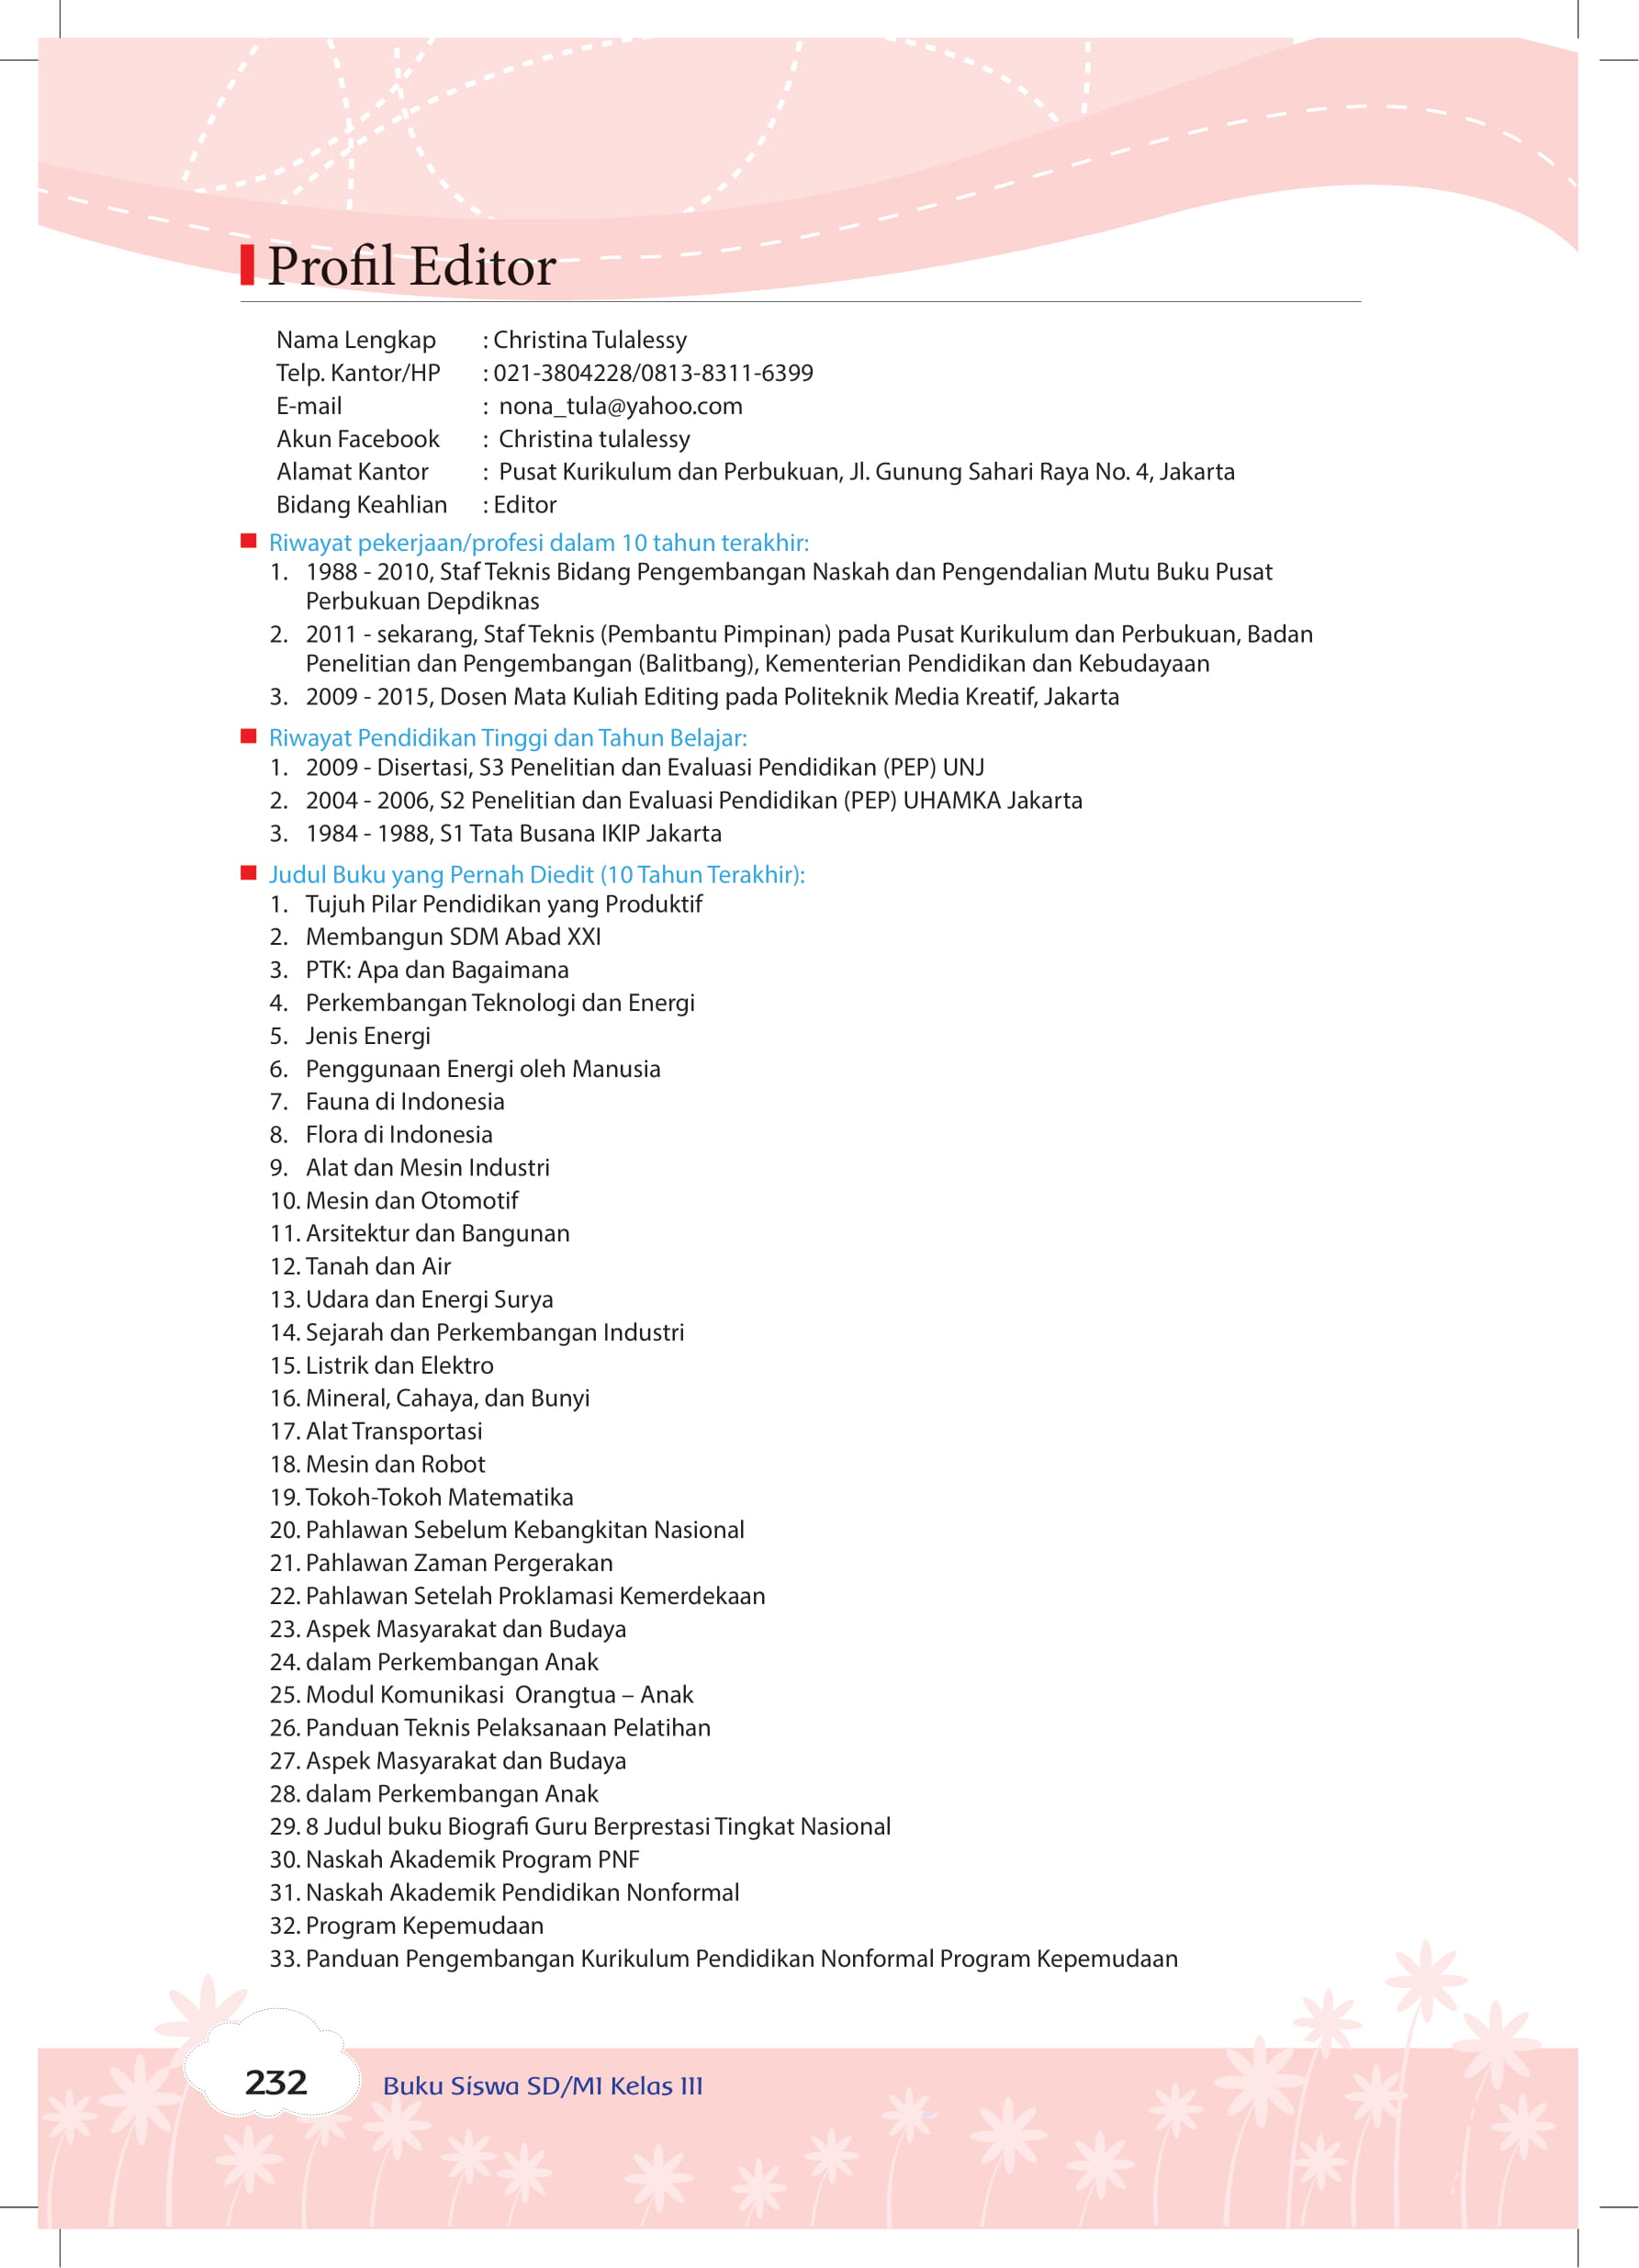 Profil Editor
Nama Lengkap : Christina Tulalessy
Telp. Kantor/HP : 021-3804228/0813-8311-6399
E-mail : nona_tula@yahoo.com
Akun Facebook : Christina tulalessy
Alamat Kantor : Pusat Kurikulum dan Perbukuan, Jl. Gunung Sahari Raya No. 4, Jakarta
Bidang Keahlian : Editor
Riwayat pekerjaan/profesi dalam 10 tahun terakhir:
1. 1988 - 2010, Staf Teknis Bidang Pengembangan Naskah dan Pengendalian Mutu Buku Pusat
Perbukuan Depdiknas
2. 2011 - sekarang, Staf Teknis (Pembantu Pimpinan) pada Pusat Kurikulum dan Perbukuan, Badan
Penelitian dan Pengembangan (Balitbang), Kementerian Pendidikan dan Kebudayaan
3. 2009 - 2015, Dosen Mata Kuliah Editing pada Politeknik Media Kreatif, Jakarta
Riwayat Pendidikan Tinggi dan Tahun Belajar:
1. 2009 - Disertasi, S3 Penelitian dan Evaluasi Pendidikan (PEP) UNJ
2. 2004 - 2006, S2 Penelitian dan Evaluasi Pendidikan (PEP) UHAMKA Jakarta
3. 1984 - 1988, S1 Tata Busana IKIP Jakarta
Judul Buku yang Pernah Diedit (10 Tahun Terakhir):
1. Tujuh Pilar Pendidikan yang Produktif
2. Membangun SDM Abad XXI
3. PTK: Apa dan Bagaimana
4. Perkembangan Teknologi dan Energi
5. Jenis Energi
6. Penggunaan Energi oleh Manusia
7. Fauna di Indonesia
8. Flora di Indonesia
9. Alat dan Mesin Industri
10. Mesin dan Otomotif
11. Arsitektur dan Bangunan
12. Tanah dan Air
13. Udara dan Energi Surya
14. Sejarah dan Perkembangan Industri
15. Listrik dan Elektro
16. Mineral, Cahaya, dan Bunyi
17. Alat Transportasi
18. Mesin dan Robot
19. Tokoh-Tokoh Matematika
20. Pahlawan Sebelum Kebangkitan Nasional
21. Pahlawan Zaman Pergerakan
22. Pahlawan Setelah Proklamasi Kemerdekaan
23. Aspek Masyarakat dan Budaya
24. dalam Perkembangan Anak
25. Modul Komunikasi Orangtua – Anak
26. Panduan Teknis Pelaksanaan Pelatihan
27. Aspek Masyarakat dan Budaya
28. dalam Perkembangan Anak
29. 8 Judul buku Biografi Guru Berprestasi Tingkat Nasional
30. Naskah Akademik Program PNF
31. Naskah Akademik Pendidikan Nonformal
32. Program Kepemudaan
33. Panduan Pengembangan Kurikulum Pendidikan Nonformal Program Kepemudaan
232 Buku Siswa SD/MI Kelas III